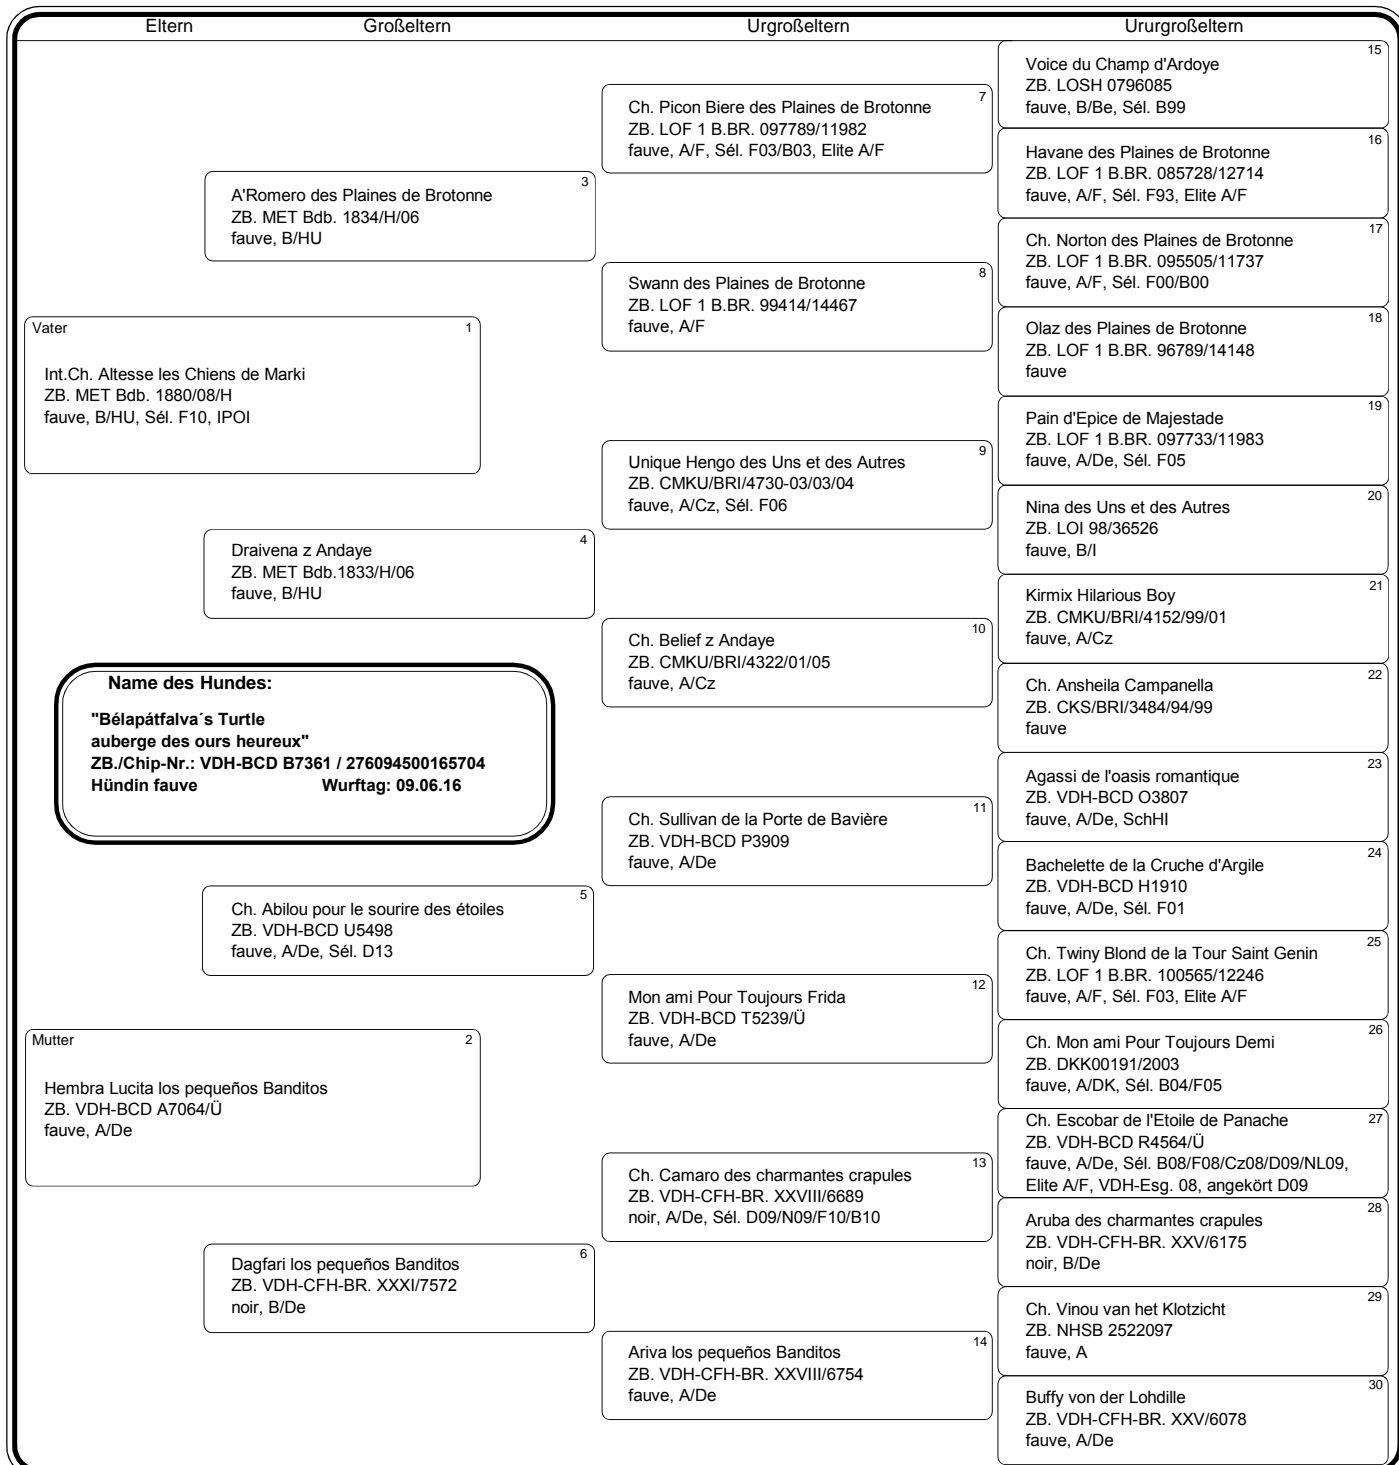 Eltern Großeltern Urgroßeltern Ururgroßeltern
Vater 1
Int.Ch. Altesse les Chiens de Marki
ZB. MET Bdb. 1880/08/H
fauve, B/HU, Sél. F10, IPOI
Mutter 2
Hembra Lucita los pequeños Banditos
ZB. VDH-BCD A7064/Ü
fauve, A/De
Name des Hundes:
"Bélapátfalva´s Turtle
auberge des ours heureux"
ZB./Chip-Nr.: VDH-BCD B7361 / 276094500165704
Hündin fauve Wurftag: 09.06.16
3
A'Romero des Plaines de Brotonne
ZB. MET Bdb. 1834/H/06
fauve, B/HU
4
Draivena z Andaye
ZB. MET Bdb.1833/H/06
fauve, B/HU
5
Ch. Abilou pour le sourire des étoiles
ZB. VDH-BCD U5498
fauve, A/De, Sél. D13
6
Dagfari los pequeños Banditos
ZB. VDH-CFH-BR. XXXI/7572
noir, B/De
7
Ch. Picon Biere des Plaines de Brotonne
ZB. LOF 1 B.BR. 097789/11982
fauve, A/F, Sél. F03/B03, Elite A/F
8
Swann des Plaines de Brotonne
ZB. LOF 1 B.BR. 99414/14467
fauve, A/F
9
Unique Hengo des Uns et des Autres
ZB. CMKU/BRI/4730-03/03/04
fauve, A/Cz, Sél. F06
10
Ch. Belief z Andaye
ZB. CMKU/BRI/4322/01/05
fauve, A/Cz
11
Ch. Sullivan de la Porte de Bavière
ZB. VDH-BCD P3909
fauve, A/De
12
Mon ami Pour Toujours Frida
ZB. VDH-BCD T5239/Ü
fauve, A/De
13
Ch. Camaro des charmantes crapules
ZB. VDH-CFH-BR. XXVIII/6689
noir, A/De, Sél. D09/N09/F10/B10
14
Ariva los pequeños Banditos
ZB. VDH-CFH-BR. XXVIII/6754
fauve, A/De
15
Voice du Champ d'Ardoye
ZB. LOSH 0796085
fauve, B/Be, Sél. B99
16
Havane des Plaines de Brotonne
ZB. LOF 1 B.BR. 085728/12714
fauve, A/F, Sél. F93, Elite A/F
17
Ch. Norton des Plaines de Brotonne
ZB. LOF 1 B.BR. 095505/11737
fauve, A/F, Sél. F00/B00
18
Olaz des Plaines de Brotonne
ZB. LOF 1 B.BR. 96789/14148
fauve
19
Pain d'Epice de Majestade
ZB. LOF 1 B.BR. 097733/11983
fauve, A/De, Sél. F05
20
Nina des Uns et des Autres
ZB. LOI 98/36526
fauve, B/I
21
Kirmix Hilarious Boy
ZB. CMKU/BRI/4152/99/01
fauve, A/Cz
22
Ch. Ansheila Campanella
ZB. CKS/BRI/3484/94/99
fauve
23
Agassi de l'oasis romantique
ZB. VDH-BCD O3807
fauve, A/De, SchHI
24
Bachelette de la Cruche d'Argile
ZB. VDH-BCD H1910
fauve, A/De, Sél. F01
25
Ch. Twiny Blond de la Tour Saint Genin
ZB. LOF 1 B.BR. 100565/12246
fauve, A/F, Sél. F03, Elite A/F
26
Ch. Mon ami Pour Toujours Demi
ZB. DKK00191/2003
fauve, A/DK, Sél. B04/F05
27
Ch. Escobar de l'Etoile de Panache
ZB. VDH-BCD R4564/Ü
fauve, A/De, Sél. B08/F08/Cz08/D09/NL09,
Elite A/F, VDH-Esg. 08, angekört D09
28
Aruba des charmantes crapules
ZB. VDH-CFH-BR. XXV/6175
noir, B/De
29
Ch. Vinou van het Klotzicht
ZB. NHSB 2522097
fauve, A
30
Buffy von der Lohdille
ZB. VDH-CFH-BR. XXV/6078
fauve, A/De